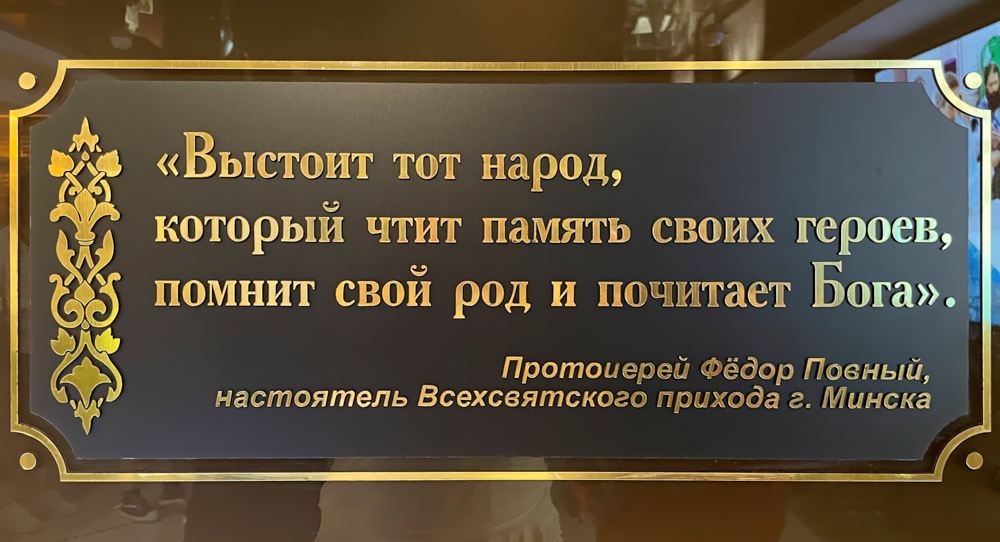 «Выстоит тот народ,
который чтит память своих героев,
помнит свой род и почитает Бога».
Протоиерей Фёдор Повный,
настоятель Всехсвятского прихода г. Минска